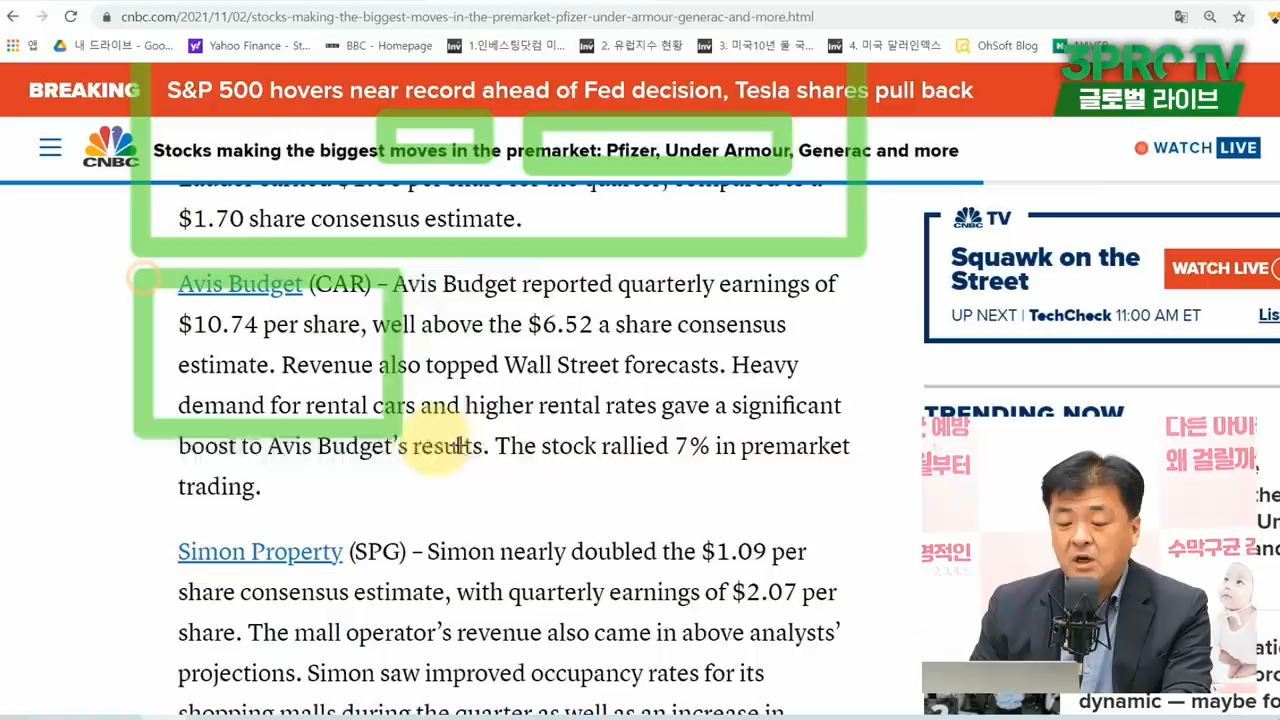 cnbc.com/2021/11/02/stocks-making-the-biggest-moves-in-the-premarket-pfizer-under-armour-generac-and-more.html
앱
내 드라이브 - Goo...
Yahoo Finance - St...
BBC - Homepage
1.인베스팅닷컴 미...
2. 유럽지수 현황
3. 미국10년 물 국...
4. 미국 달러인덱스
OhSoft Blog
3PRO TV
글로벌 라이브
BREAKING
S&P 500 hovers near record ahead of Fed decision, Tesla shares pull back
CNBC
Stocks making the biggest moves in the premarket: Pfizer, Under Armour, Generac and more
WATCH LIVE
$1.70 share consensus estimate.
Avis Budget (CAR) – Avis Budget reported quarterly earnings of
$10.74 per share, well above the $6.52 a share consensus
estimate. Revenue also topped Wall Street forecasts. Heavy
demand for rental cars and higher rental rates gave a significant
boost to Avis Budget's results. The stock rallied 7% in premarket
trading.
Simon Property (SPG) – Simon nearly doubled the $1.09 per
share consensus estimate, with quarterly earnings of $2.07 per
share. The mall operator's revenue also came in above analysts'
projections. Simon saw improved occupancy rates for its
shopping malls during the quarter as well as an increase in
CNBC TV
Squawk on the
Street
WATCH LIVE
UP NEXT | TechCheck 11:00 AM ET
TRENDING NOW
예방
월부터
명적인
2,3,4,5
다른 아이
왜 걸릴까
수막구균
dynamic — maybe fo